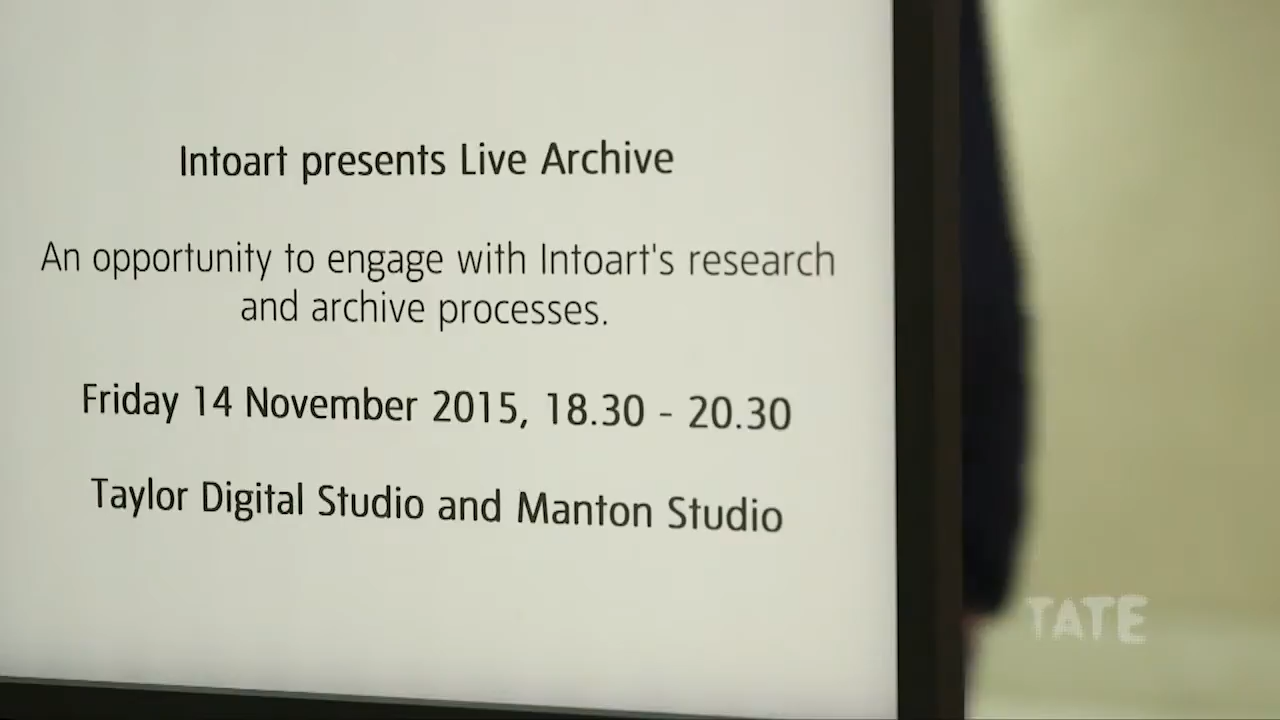 Intoart presents Live Archive
An opportunity to engage with Intoart's research
and archive processes.
Friday 14 November 2015, 18.30 - 20.30
Taylor Digital Studio and Manton Studio
TATE